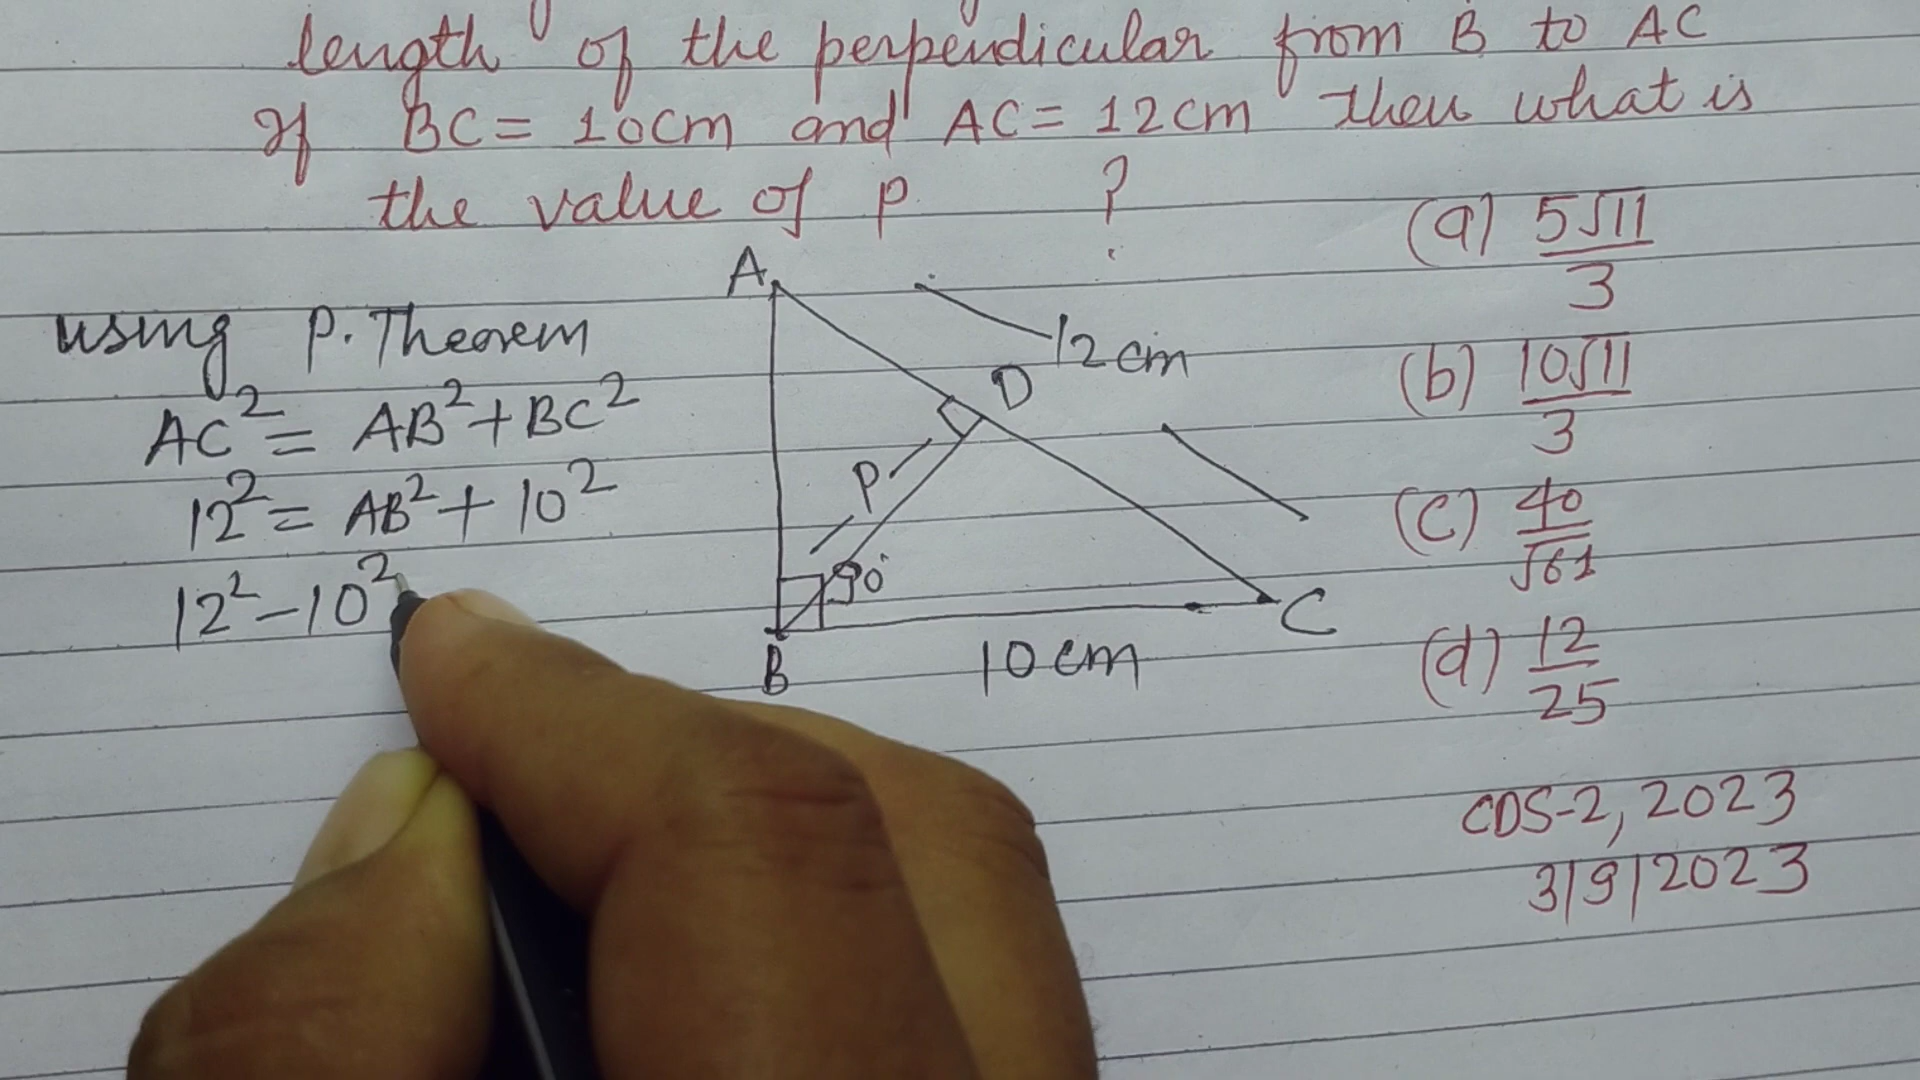 length of the perpendicular from B to AC
If BC = 10cm and AC = 12cm then what is
the value of p ?
(a) 5√11/3
(b) 10√11/3
(c) 40/√61
(d) 12/25
CDS-2, 2023
3/9/2023
using P. Theorem
AC² = AB² + BC²
12² = AB² + 10²
12² - 10²
A
12 cm
D
P
90°
B
10 cm
C